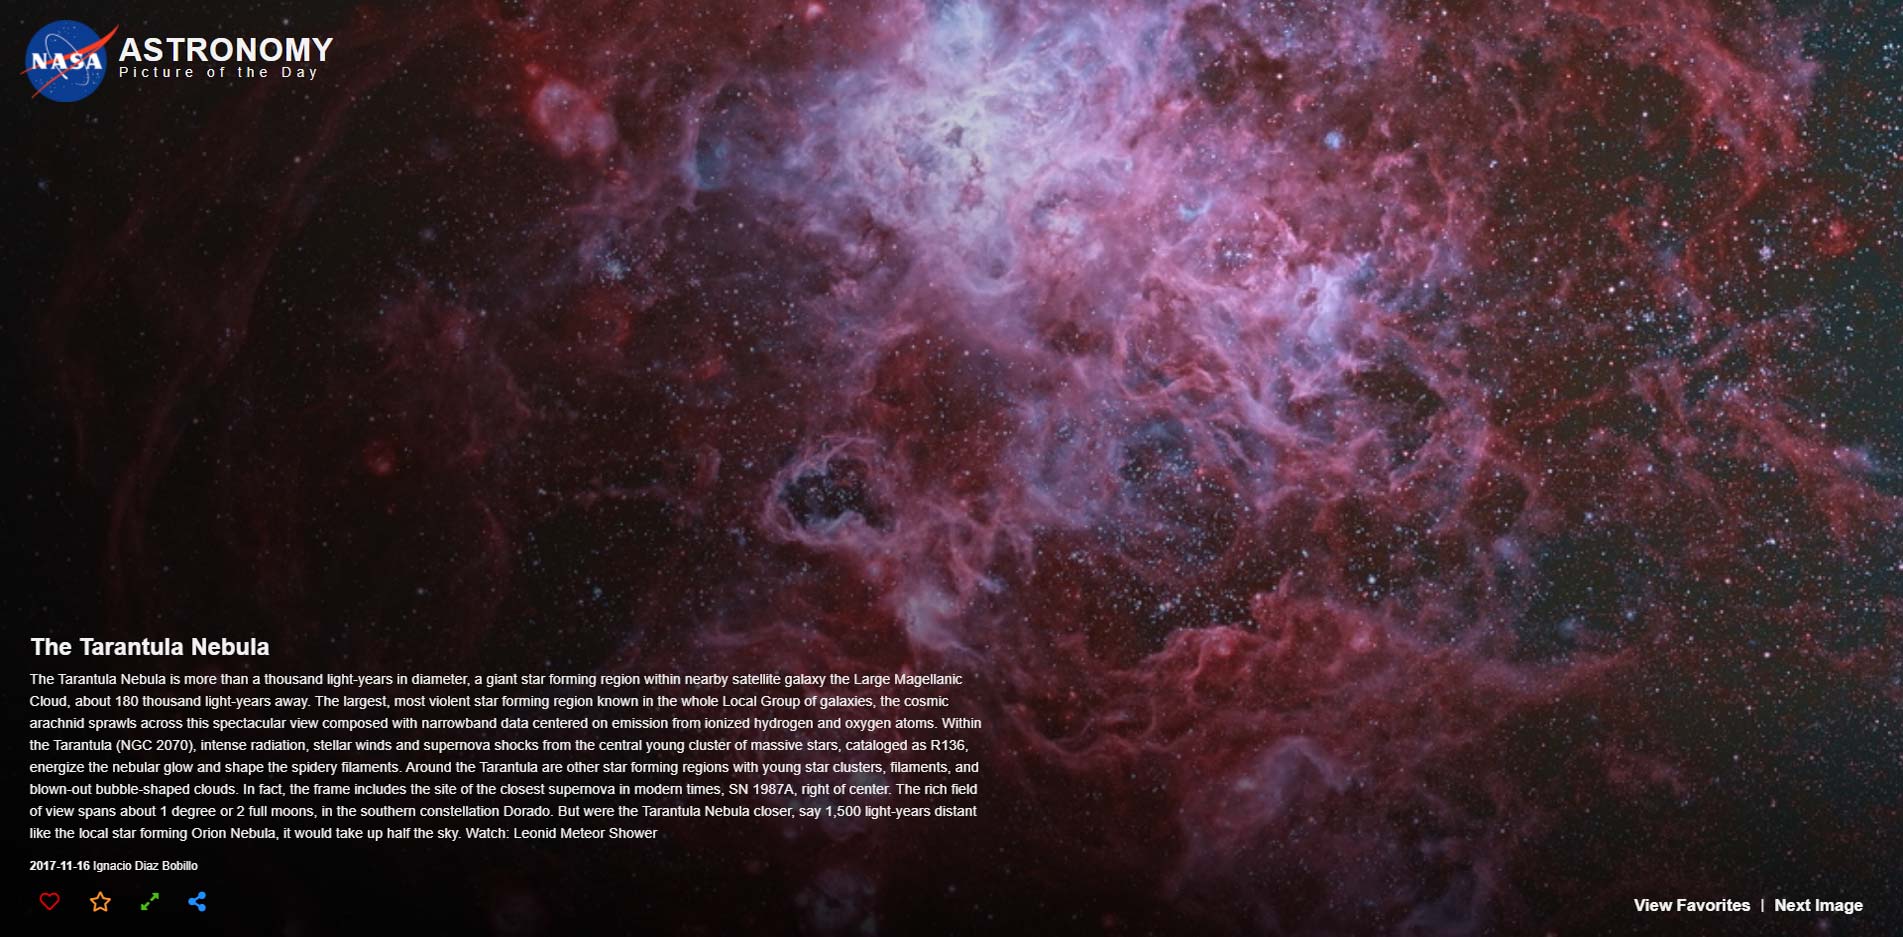 NASA
ASTRONOMY
Picture of the Day
The Tarantula Nebula
The Tarantula Nebula is more than a thousand light-years in diameter, a giant star forming region within nearby satellite galaxy the Large Magellanic
Cloud, about 180 thousand light-years away. The largest, most violent star forming region known in the whole Local Group of galaxies, the cosmic
arachnid sprawls across this spectacular view composed with narrowband data centered on emission from ionized hydrogen and oxygen atoms. Within
the Tarantula (NGC 2070), intense radiation, stellar winds and supernova shocks from the central young cluster of massive stars, cataloged as R136,
energize the nebular glow and shape the spidery filaments. Around the Tarantula are other star forming regions with young star clusters, filaments, and
blown-out bubble-shaped clouds. In fact, the frame includes the site of the closest supernova in modern times, SN 1987A, right of center. The rich field
of view spans about 1 degree or 2 full moons, in the southern constellation Dorado. But were the Tarantula Nebula closer, say 1,500 light-years distant
like the local star forming Orion Nebula, it would take up half the sky. Watch: Leonid Meteor Shower
2017-11-16 Ignacio Diaz Bobillo
View Favorites | Next Image